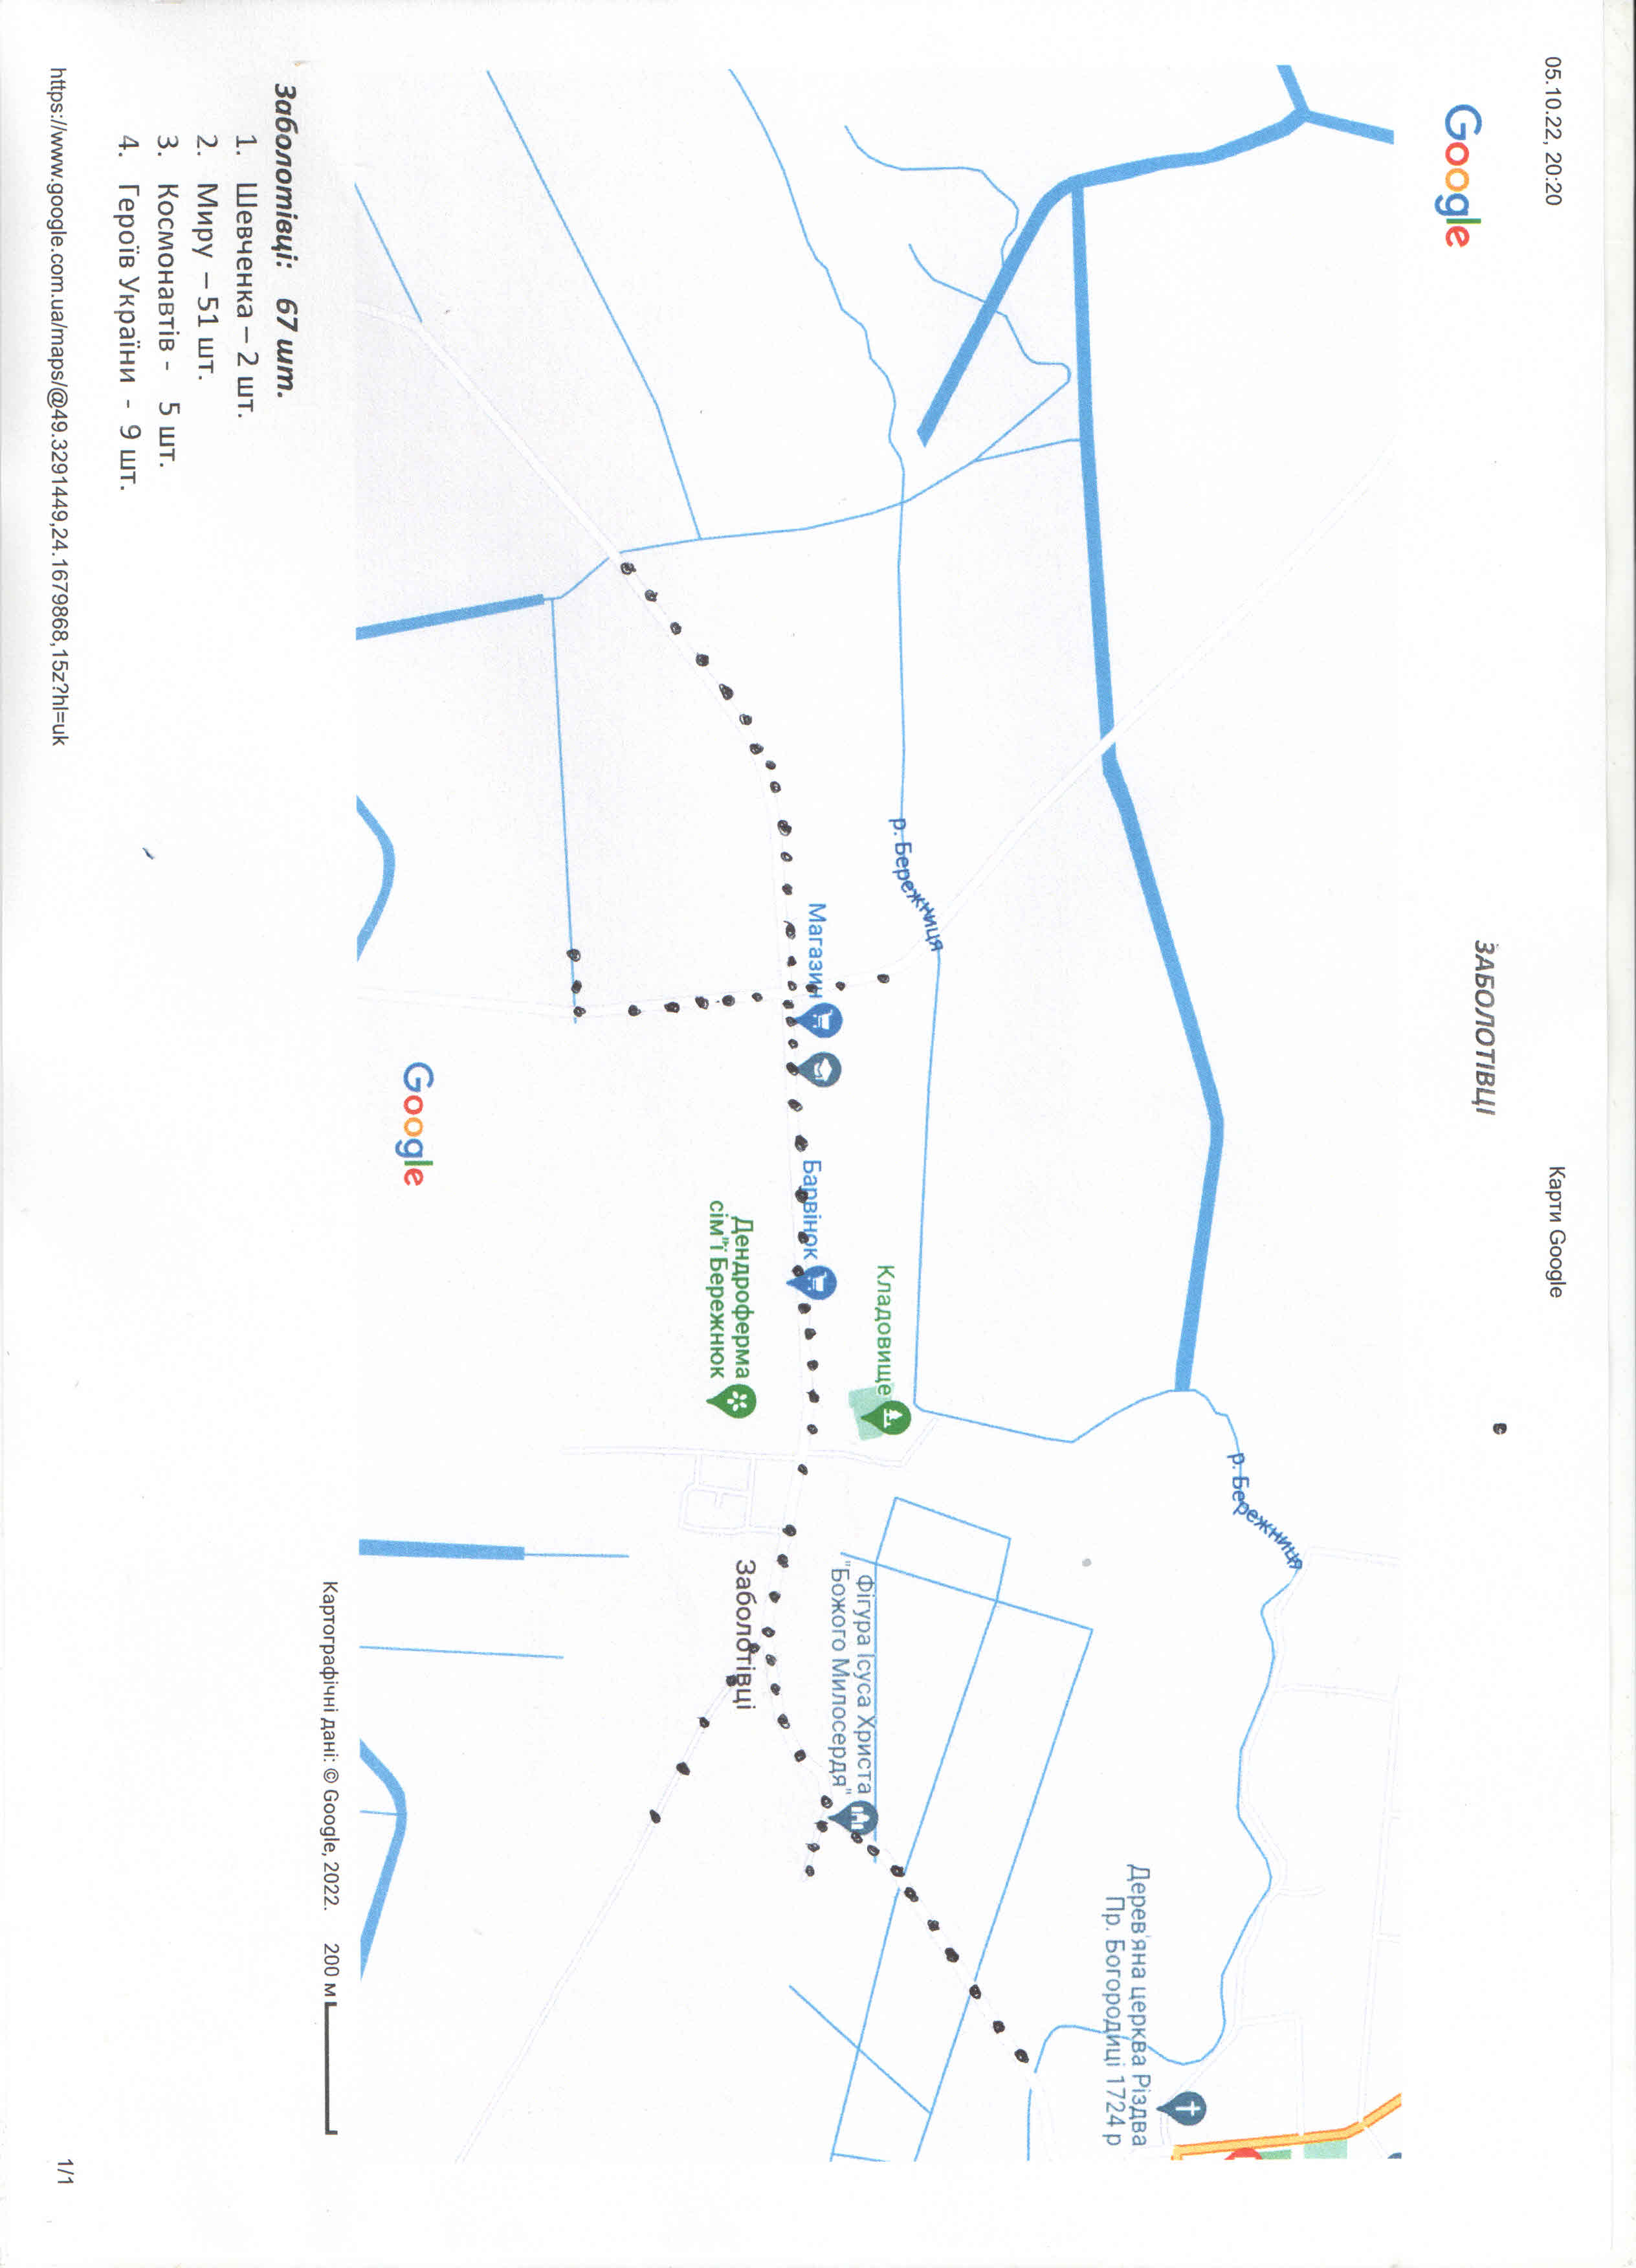 05.10.22, 20:20
Карти Google
ЗАБОЛОТІВЦІ
Google
р. Бережниця
Дерев'яна церква Різдва
Пр. Богородиці 1724 р
р. Бережниця
Кладовище
Фігура Ісуса Христа
"Божого Милосердя"
Магазин
Барвінок
Дендроферма
сім"ї Бережнюк
Заболотівці
Google
Картографічні дані: © Google, 2022.
200 м
Заболотівці: 67 шт.
1. Шевченка – 2 шт.
2. Миру – 51 шт.
3. Космонавтів - 5 шт.
4. Героїв України - 9 шт.
https://www.google.com.ua/maps/@49.3291449,24.1679868,15z?hl=uk
1/1